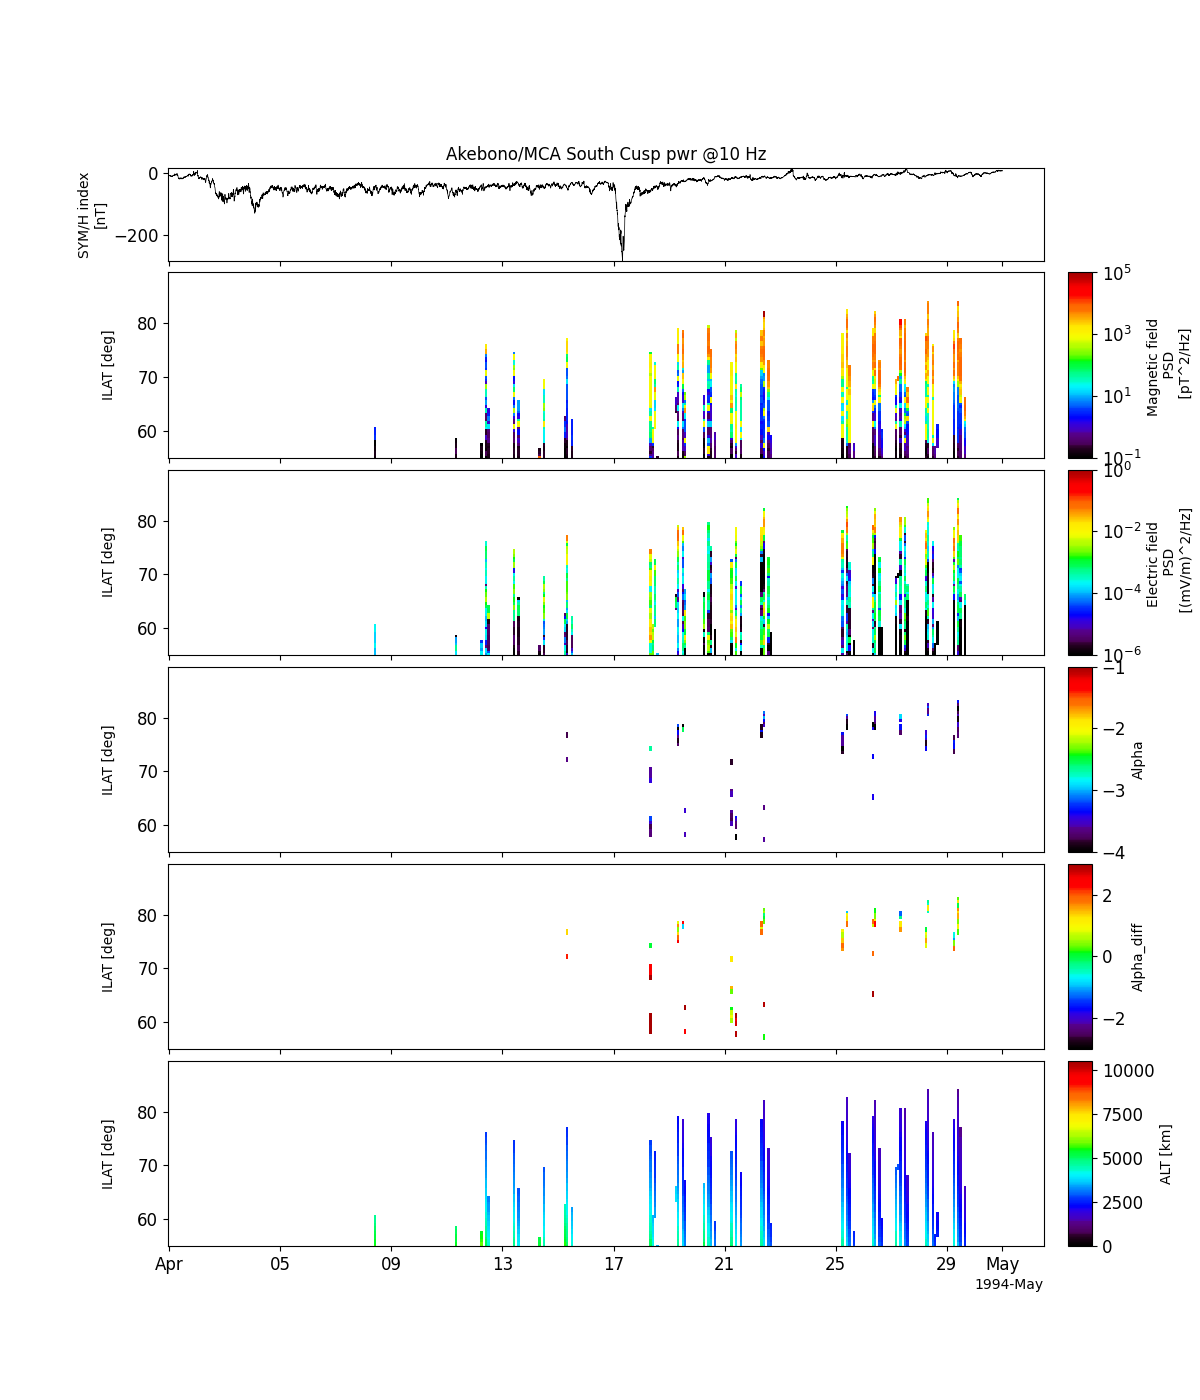 Akebono/MCA South Cusp pwr @10 Hz
SYM/H index
[nT]
0
−200
ILAT [deg]
80
70
60
10^5
10^3
10^1
10^−1
Magnetic field
PSD
[pT^2/Hz]
ILAT [deg]
80
70
60
10^0
10^−2
10^−4
10^−6
Electric field
PSD
[(mV/m)^2/Hz]
ILAT [deg]
80
70
60
−1
−2
−3
−4
Alpha
ILAT [deg]
80
70
60
2
0
−2
Alpha_diff
ILAT [deg]
80
70
60
10000
7500
5000
2500
0
ALT [km]
Apr 05 09 13 17 21 25 29 May
1994-May